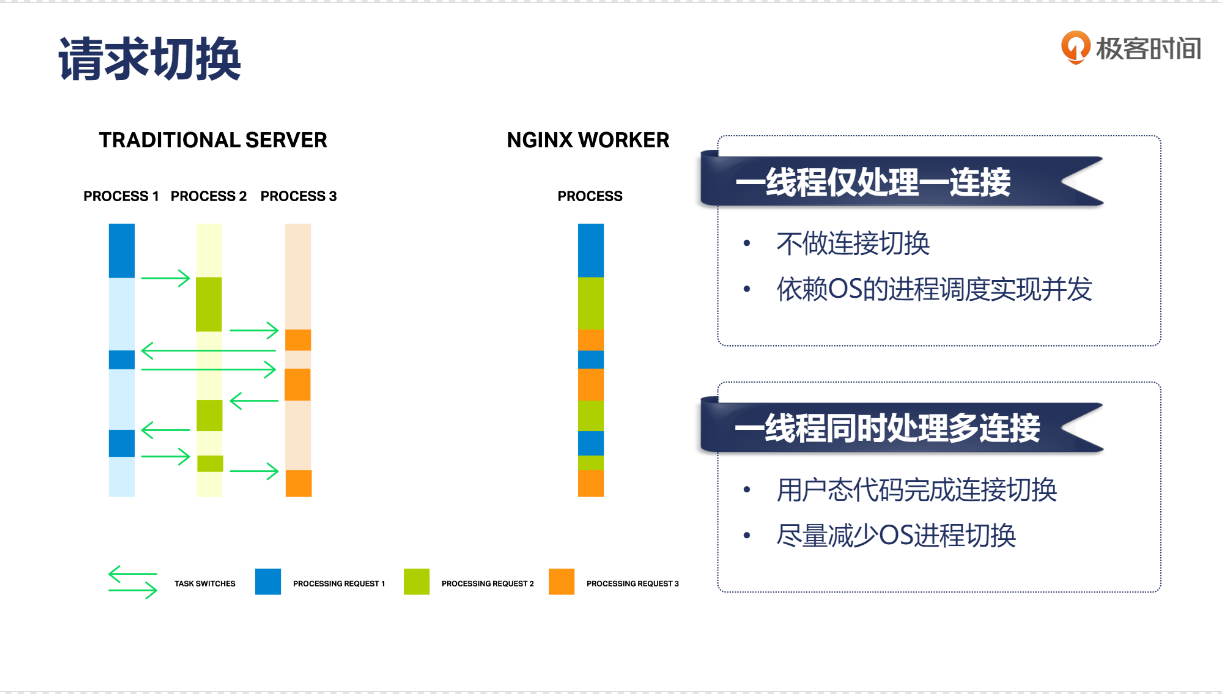 请求切换
极客时间
TRADITIONAL SERVER
NGINX WORKER
PROCESS 1 PROCESS 2 PROCESS 3
PROCESS
一线程仅处理一连接
• 不做连接切换
• 依赖OS的进程调度实现并发
一线程同时处理多连接
• 用户态代码完成连接切换
• 尽量减少OS进程切换
TASK SWITCHES
PROCESSING REQUEST 1
PROCESSING REQUEST 2
PROCESSING REQUEST 3